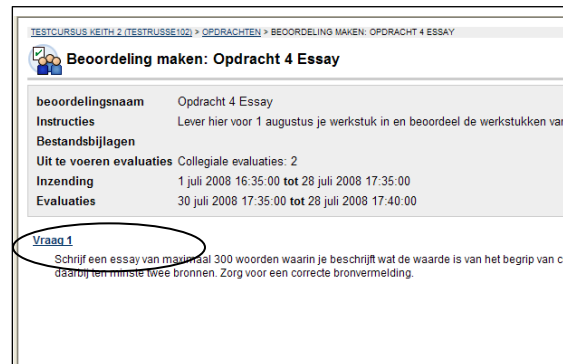 TESTCURSUS KEITH 2 (TESTRUSSE102) > OPDRACHTEN > BEOORDELING MAKEN: OPDRACHT 4 ESSAY
Beoordeling maken: Opdracht 4 Essay
beoordelingsnaam Opdracht 4 Essay
Instructies Lever hier voor 1 augustus je werkstuk in en beoordeel de werkstukken van
Bestandsbijlagen
Uit te voeren evaluaties Collegiale evaluaties: 2
Inzending 1 juli 2008 16:35:00 tot 28 juli 2008 17:35:00
Evaluaties 30 juli 2008 17:35:00 tot 28 juli 2008 17:40:00
Vraag 1
Schrijf een essay van maximaal 300 woorden waarin je beschrijft wat de waarde is van het begrip van c
daarbij ten minste twee bronnen. Zorg voor een correcte bronvermelding.